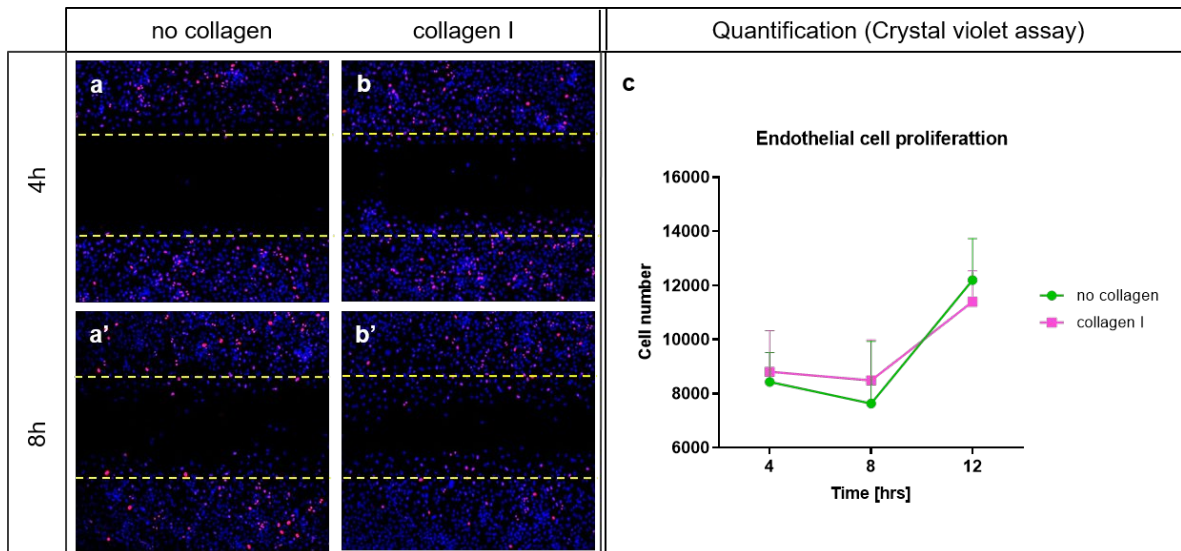 no collagen
collagen I
Quantification (Crystal violet assay)
4h
a
b
8h
a’
b’
c
Endothelial cell proliferattion
Cell number
16000
14000
12000
10000
8000
6000
4
8
12
Time [hrs]
no collagen
collagen I